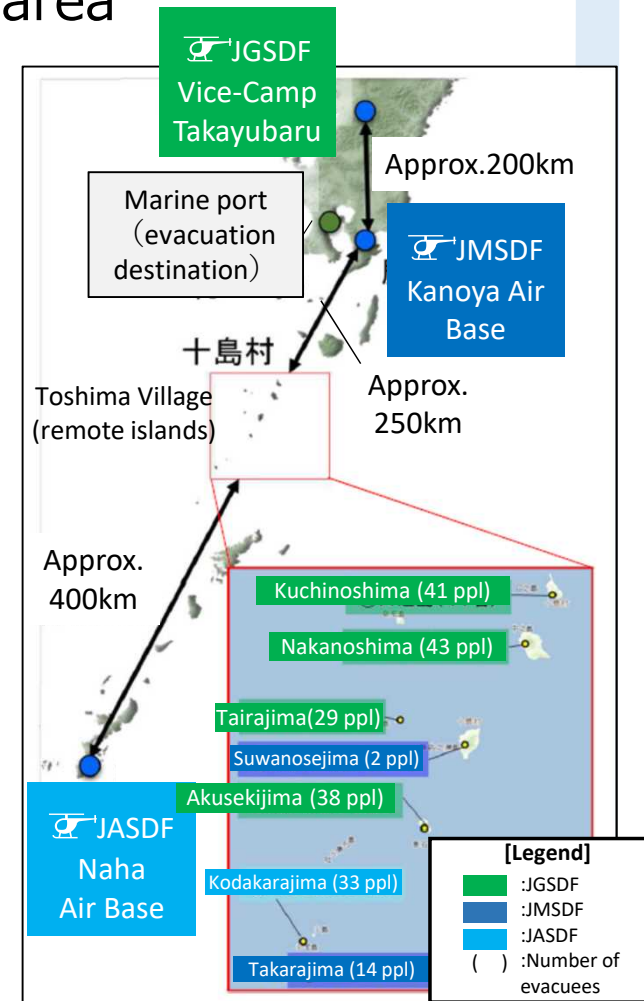 area
JGSDF
Vice-Camp
Takayubaru
Approx.200km
Marine port
（evacuation
destination）
JMSDF
Kanoya Air
Base
十島村
Toshima Village
(remote islands)
Approx.
250km
Approx.
400km
Kuchinoshima (41 ppl)
Nakanoshima (43 ppl)
Tairajima(29 ppl)
Suwanosejima (2 ppl)
Akusekijima (38 ppl)
Kodakarajima (33 ppl)
Takarajima (14 ppl)
JASDF
Naha
Air Base
[Legend]
:JGSDF
:JMSDF
:JASDF
( ) :Number of
evacuees